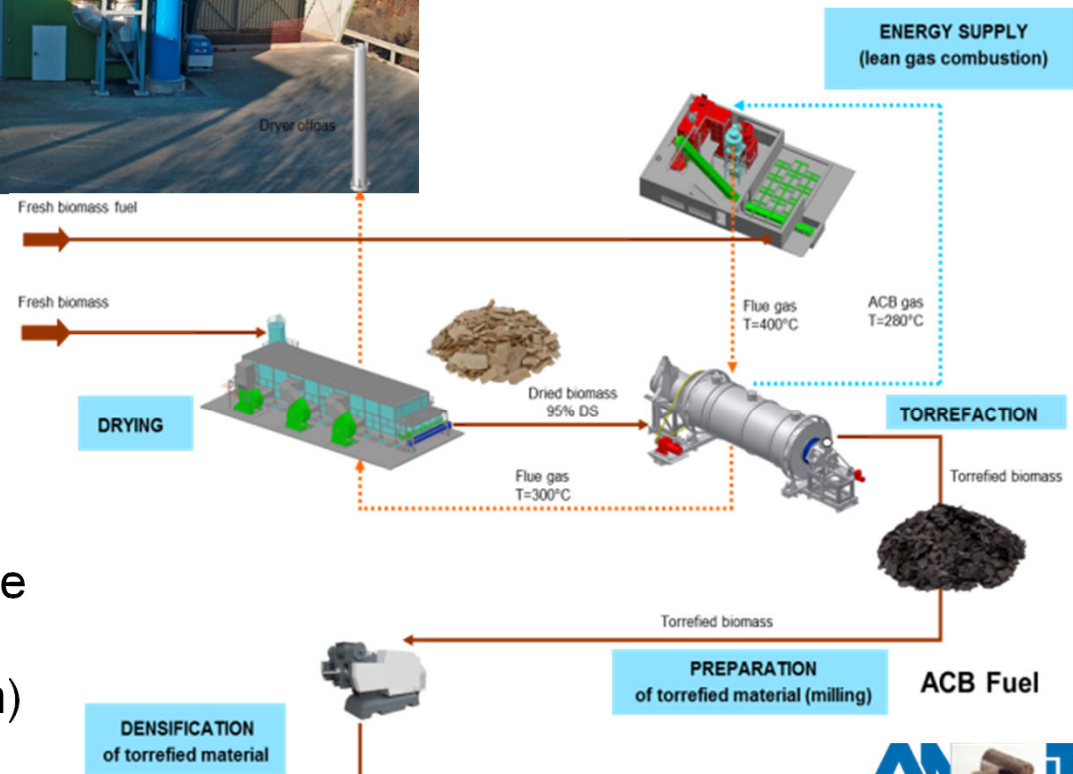 ENERGY SUPPLY
(lean gas combustion)
Dryer offgas
Fresh biomass fuel
Fresh biomass
Flue gas
T=400°C
ACB gas
T=280°C
Dried biomass
95% DS
DRYING
TORREFACTION
Flue gas
T=300°C
Torrefied biomass
Torrefied biomass
PREPARATION
of torrefied material (milling)
ACB Fuel
DENSIFICATION
of torrefied material